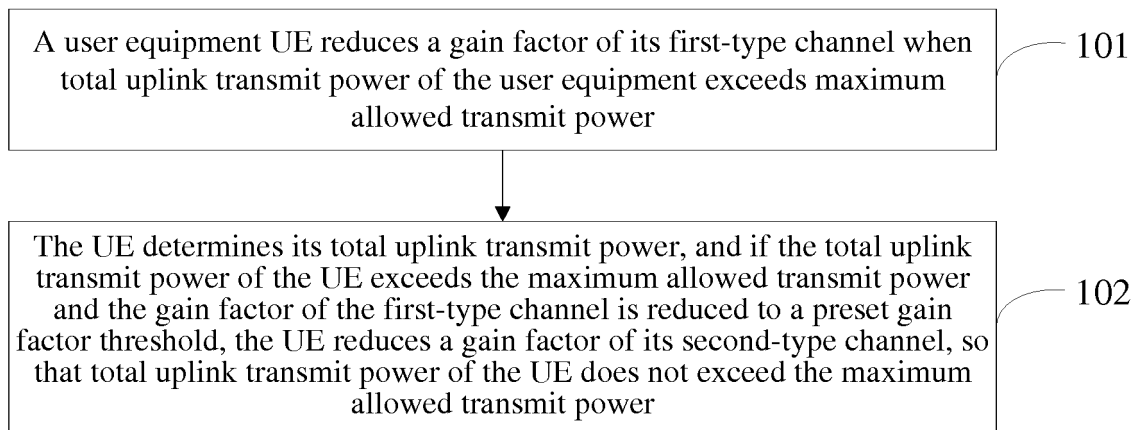 A user equipment UE reduces a gain factor of its first-type channel when
total uplink transmit power of the user equipment exceeds maximum
allowed transmit power
101
The UE determines its total uplink transmit power, and if the total uplink
transmit power of the UE exceeds the maximum allowed transmit power
and the gain factor of the first-type channel is reduced to a preset gain
factor threshold, the UE reduces a gain factor of its second-type channel, so
that total uplink transmit power of the UE does not exceed the maximum
allowed transmit power
102